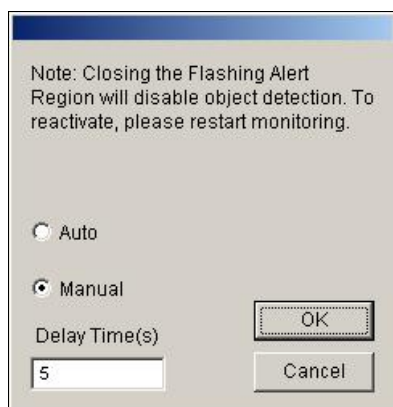 Note: Closing the Flashing Alert
Region will disable object detection. To
reactivate, please restart monitoring.
Auto
Manual
Delay Time(s)
5
OK
Cancel